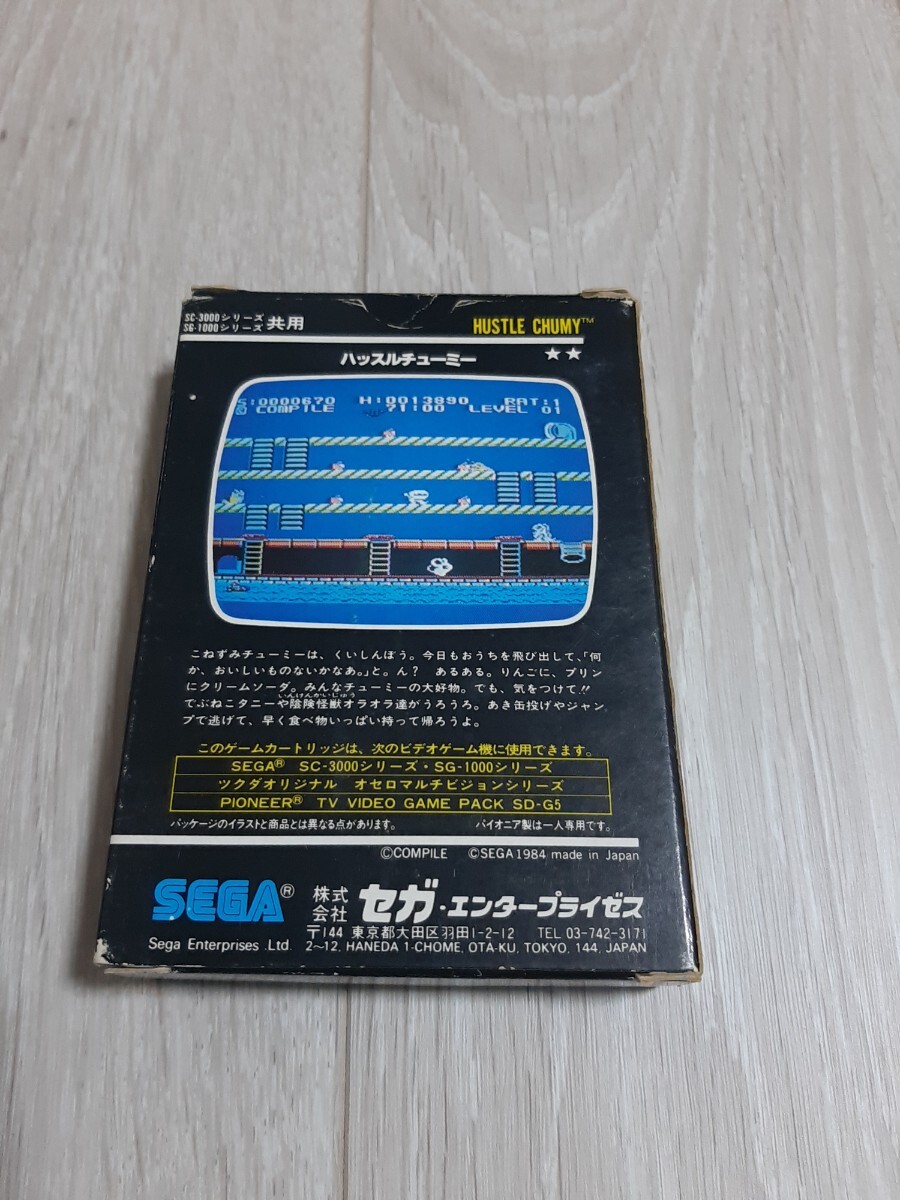 SC-3000シリーズ
SG-1000シリーズ 共用
HUSTLE CHUMY™
★★
ハッスルチューミー
S:0000670 H:0013890 RAT:1
@ COMPILE 71:00 LEVEL 01
こねずみチューミーは、くいしんぼう。今日もおうちを飛び出して、「何
か、おいしいものないかなあ。」と。ん? あるある。りんごに、プリン
にクリームソーダ。みんなチューミーの大好物。でも、気をつけて!!
いんけんかいじゅう
でぶねこタニーや陰険怪獣オラオラ達がうろうろ。あき缶投げやジャン
プで逃げて、早く食べ物いっぱい持って帰ろうよ。
このゲームカートリッジは、次のビデオゲーム機に使用できます。
SEGA® SC-3000シリーズ・SG-1000シリーズ
ツクダオリジナル オセロマルチビジョンシリーズ
PIONEER® TV VIDEO GAME PACK SD-G5
パッケージのイラストと商品とは異なる点があります。 パイオニア製は一人専用です。
©COMPILE ©SEGA 1984 made in Japan
SEGA®
Sega Enterprises Ltd.
株式会社 セガ・エンタープライゼス
〒144 東京都大田区羽田1-2-12 TEL 03-742-3171
2~12, HANEDA 1-CHOME, OTA-KU, TOKYO, 144, JAPAN